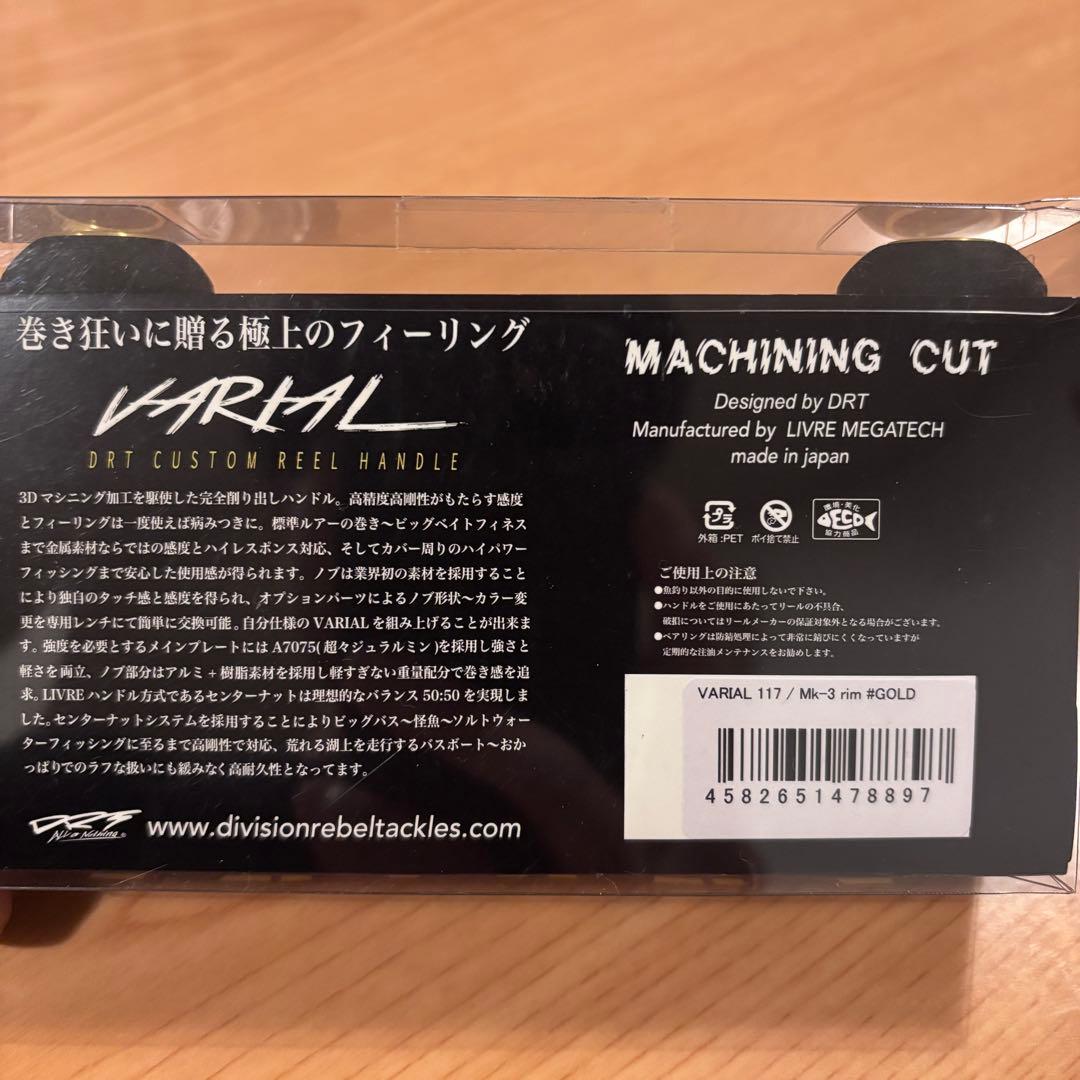 巻き狂いに贈る極上のフィーリング
VARIAL
DRT CUSTOM REEL HANDLE
3Dマシニング加工を駆使した完全削り出しハンドル。高精度高剛性がもたらす感度
とフィーリングは一度使えば病みつきに。標準ルアーの巻き〜ビッグベイトフィネス
まで金属素材ならではの感度とハイレスポンス対応、そしてカバー周りのハイパワー
フィッシングまで安心した使用感が得られます。ノブは業界初の素材を採用すること
により独自のタッチ感と感度を得られ、オプションパーツによるノブ形状〜カラー変
更を専用レンチにて簡単に交換可能。自分仕様のVARIALを組み上げることが出来ま
す。強度を必要とするメインプレートにはA7075(超々ジュラルミン)を採用し強さと
軽さを両立、ノブ部分はアルミ+樹脂素材を採用し軽すぎない重量配分で巻き感を追
求。LIVREハンドル方式であるセンターナットは理想的なバランス50:50を実現しま
した。センターナットシステムを採用することによりビッグバス〜怪魚〜ソルトウォー
ターフィッシングに至るまで高剛性で対応、荒れる湖上を走行するバスボート〜おか
っぱりでのラフな扱いにも緩みなく高耐久性となってます。
DRT
www.divisionrebeltackles.com
MACHINING CUT
Designed by DRT
Manufactured by LIVRE MEGATECH
made in japan
プラ
外箱:PET
ポイ捨て禁止
環境・美化
ECO
協力商品
ご使用上の注意
●魚釣り以外の目的に使用しないで下さい。
●ハンドルをご使用にあたってリールの不具合、
破損についてはリールメーカーの保証対象外となる場合がございます。
●ベアリングは防錆処理によって非常に錆びにくくなっていますが
定期的な注油メンテナンスをお勧めします。
VARIAL 117 / Mk-3 rim #GOLD
4582651478897